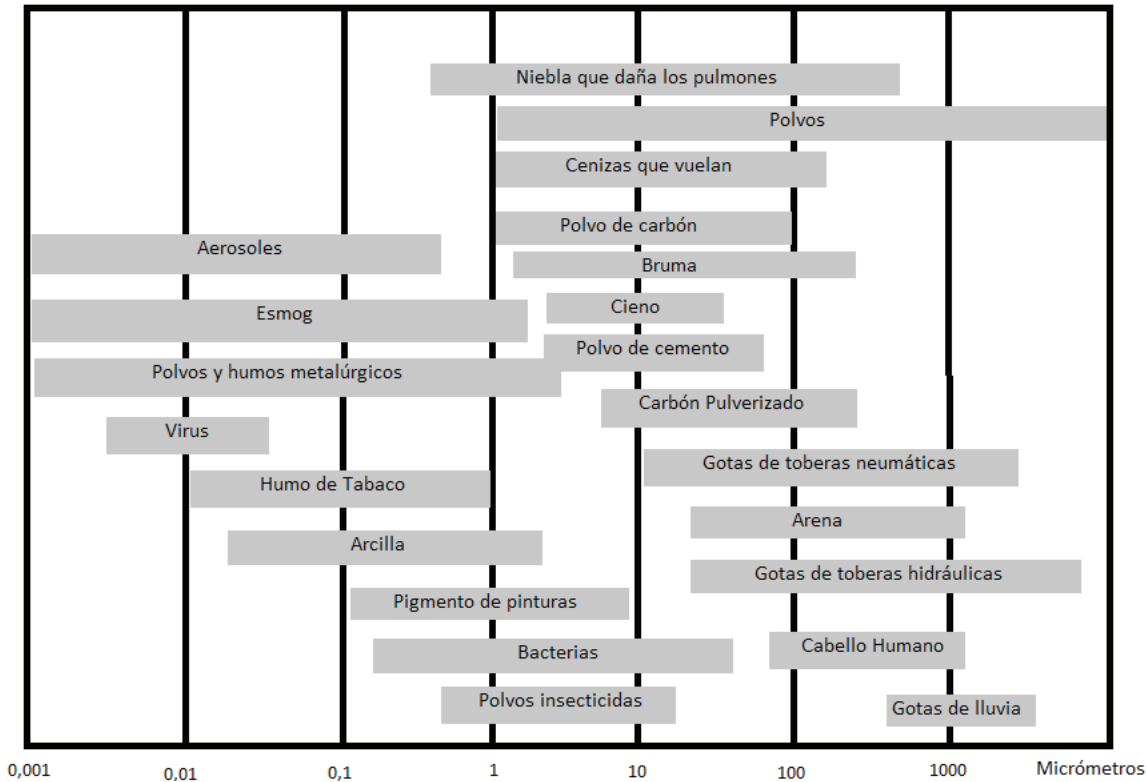 Niebla que daña los pulmones
Polvos
Cenizas que vuelan
Polvo de carbón
Aerosoles
Bruma
Cieno
Esmog
Polvo de cemento
Polvos y humos metalúrgicos
Carbón Pulverizado
Virus
Gotas de toberas neumáticas
Humo de Tabaco
Arena
Arcilla
Gotas de toberas hidráulicas
Pigmento de pinturas
Cabello Humano
Bacterias
Polvos insecticidas
Gotas de lluvia
0,001 0,01 0,1 1 10 100 1000 Micrómetros